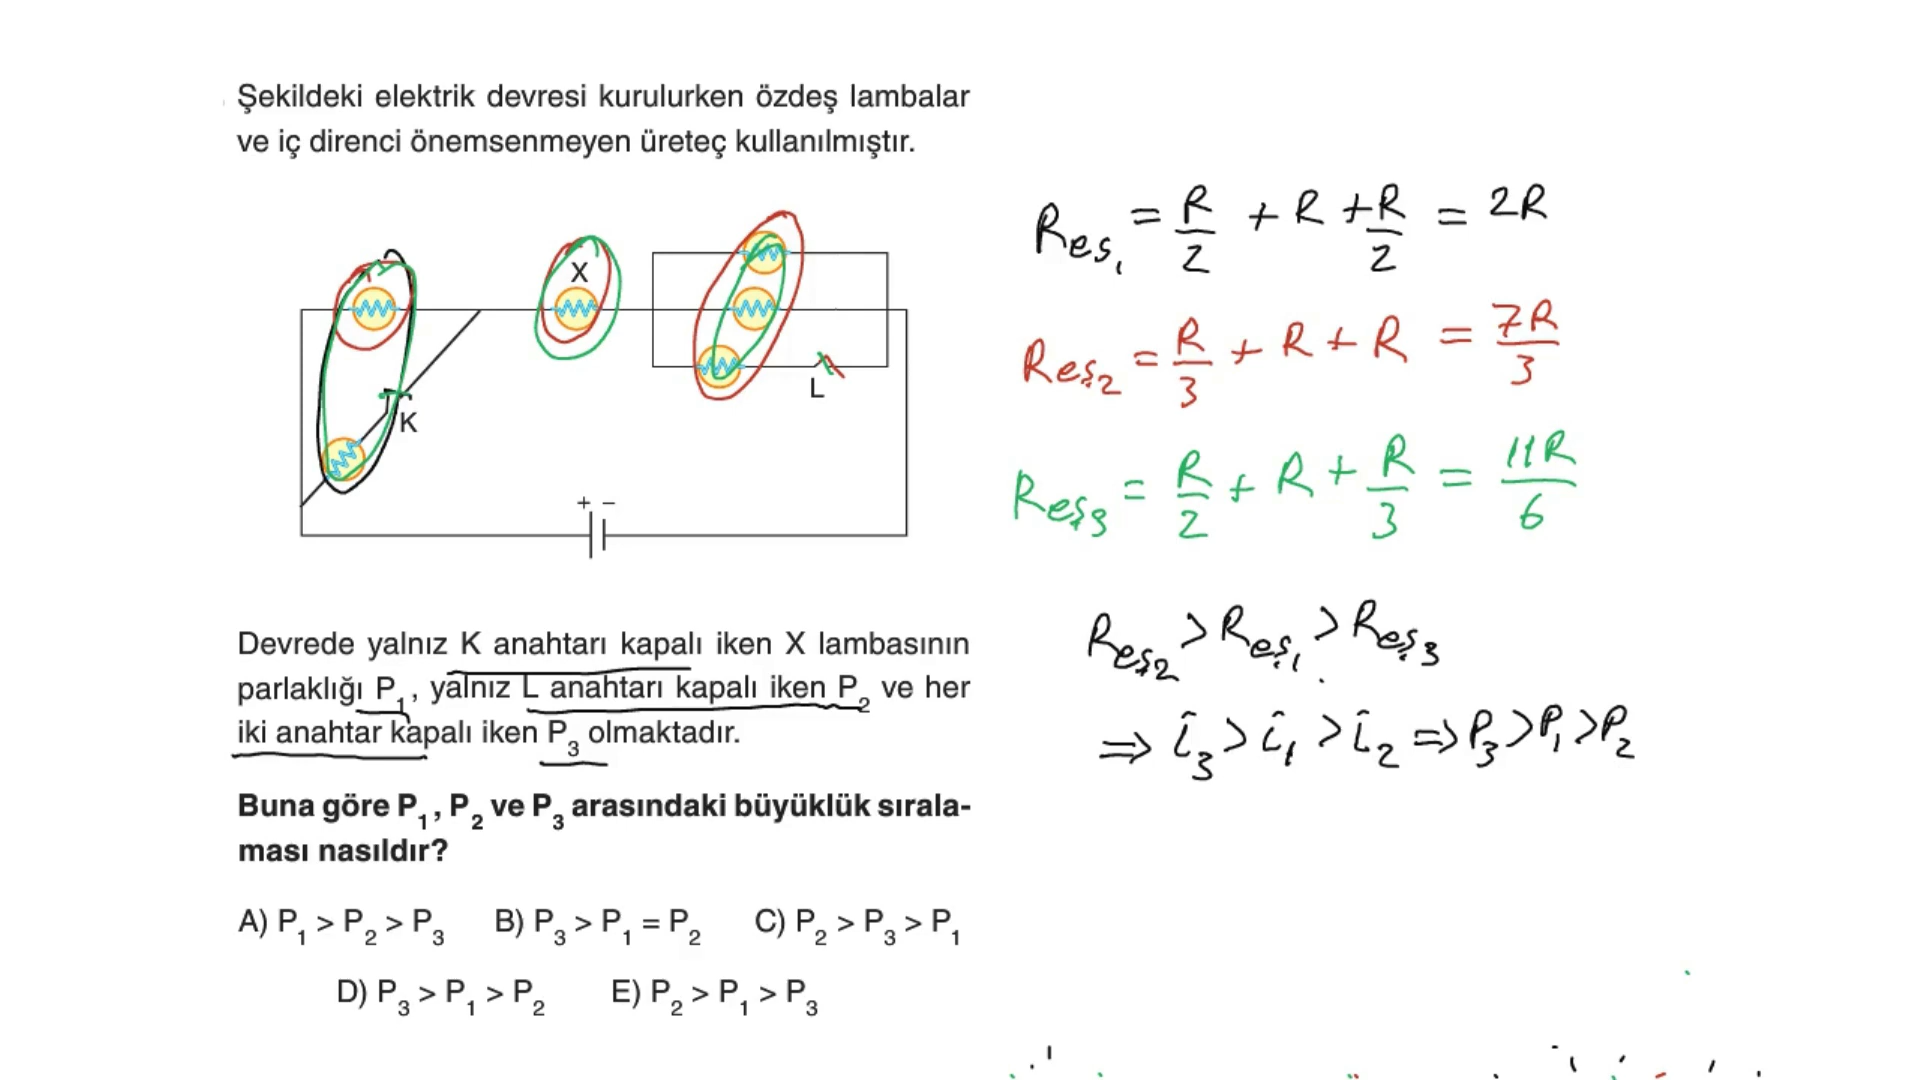 Şekildeki elektrik devresi kurulurken özdeş lambalar
ve iç direnci önemsenmeyen üreteç kullanılmıştır.
X
K
L
+ −
Devrede yalnız K anahtarı kapalı iken X lambasının
parlaklığı P₁, yalnız L anahtarı kapalı iken P₂ ve her
iki anahtar kapalı iken P₃ olmaktadır.
Buna göre P₁, P₂ ve P₃ arasındaki büyüklük sırala-
ması nasıldır?
A) P₁ > P₂ > P₃ B) P₃ > P₁ = P₂ C) P₂ > P₃ > P₁
D) P₃ > P₁ > P₂ E) P₂ > P₁ > P₃
Reş₁ = R/2 + R + R/2 = 2R
Reş₂ = R/3 + R + R = 7R/3
Reş₃ = R/2 + R + R/3 = 11R/6
Reş₂ > Reş₁ > Reş₃
⇒ i₃ > i₁ > i₂ ⇒ P₃ > P₁ > P₂